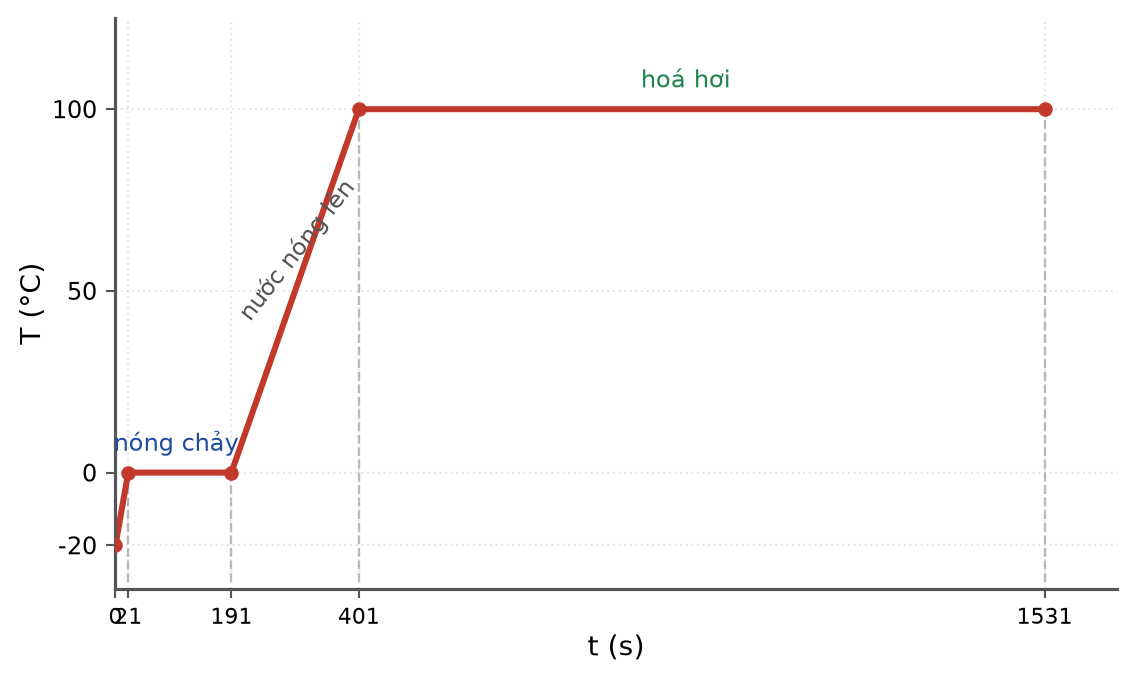 hoá hơi
100
nước nóng lên
T (°C)
50
nóng chảy
0
-20
0
21
191
401
1531
t (s)